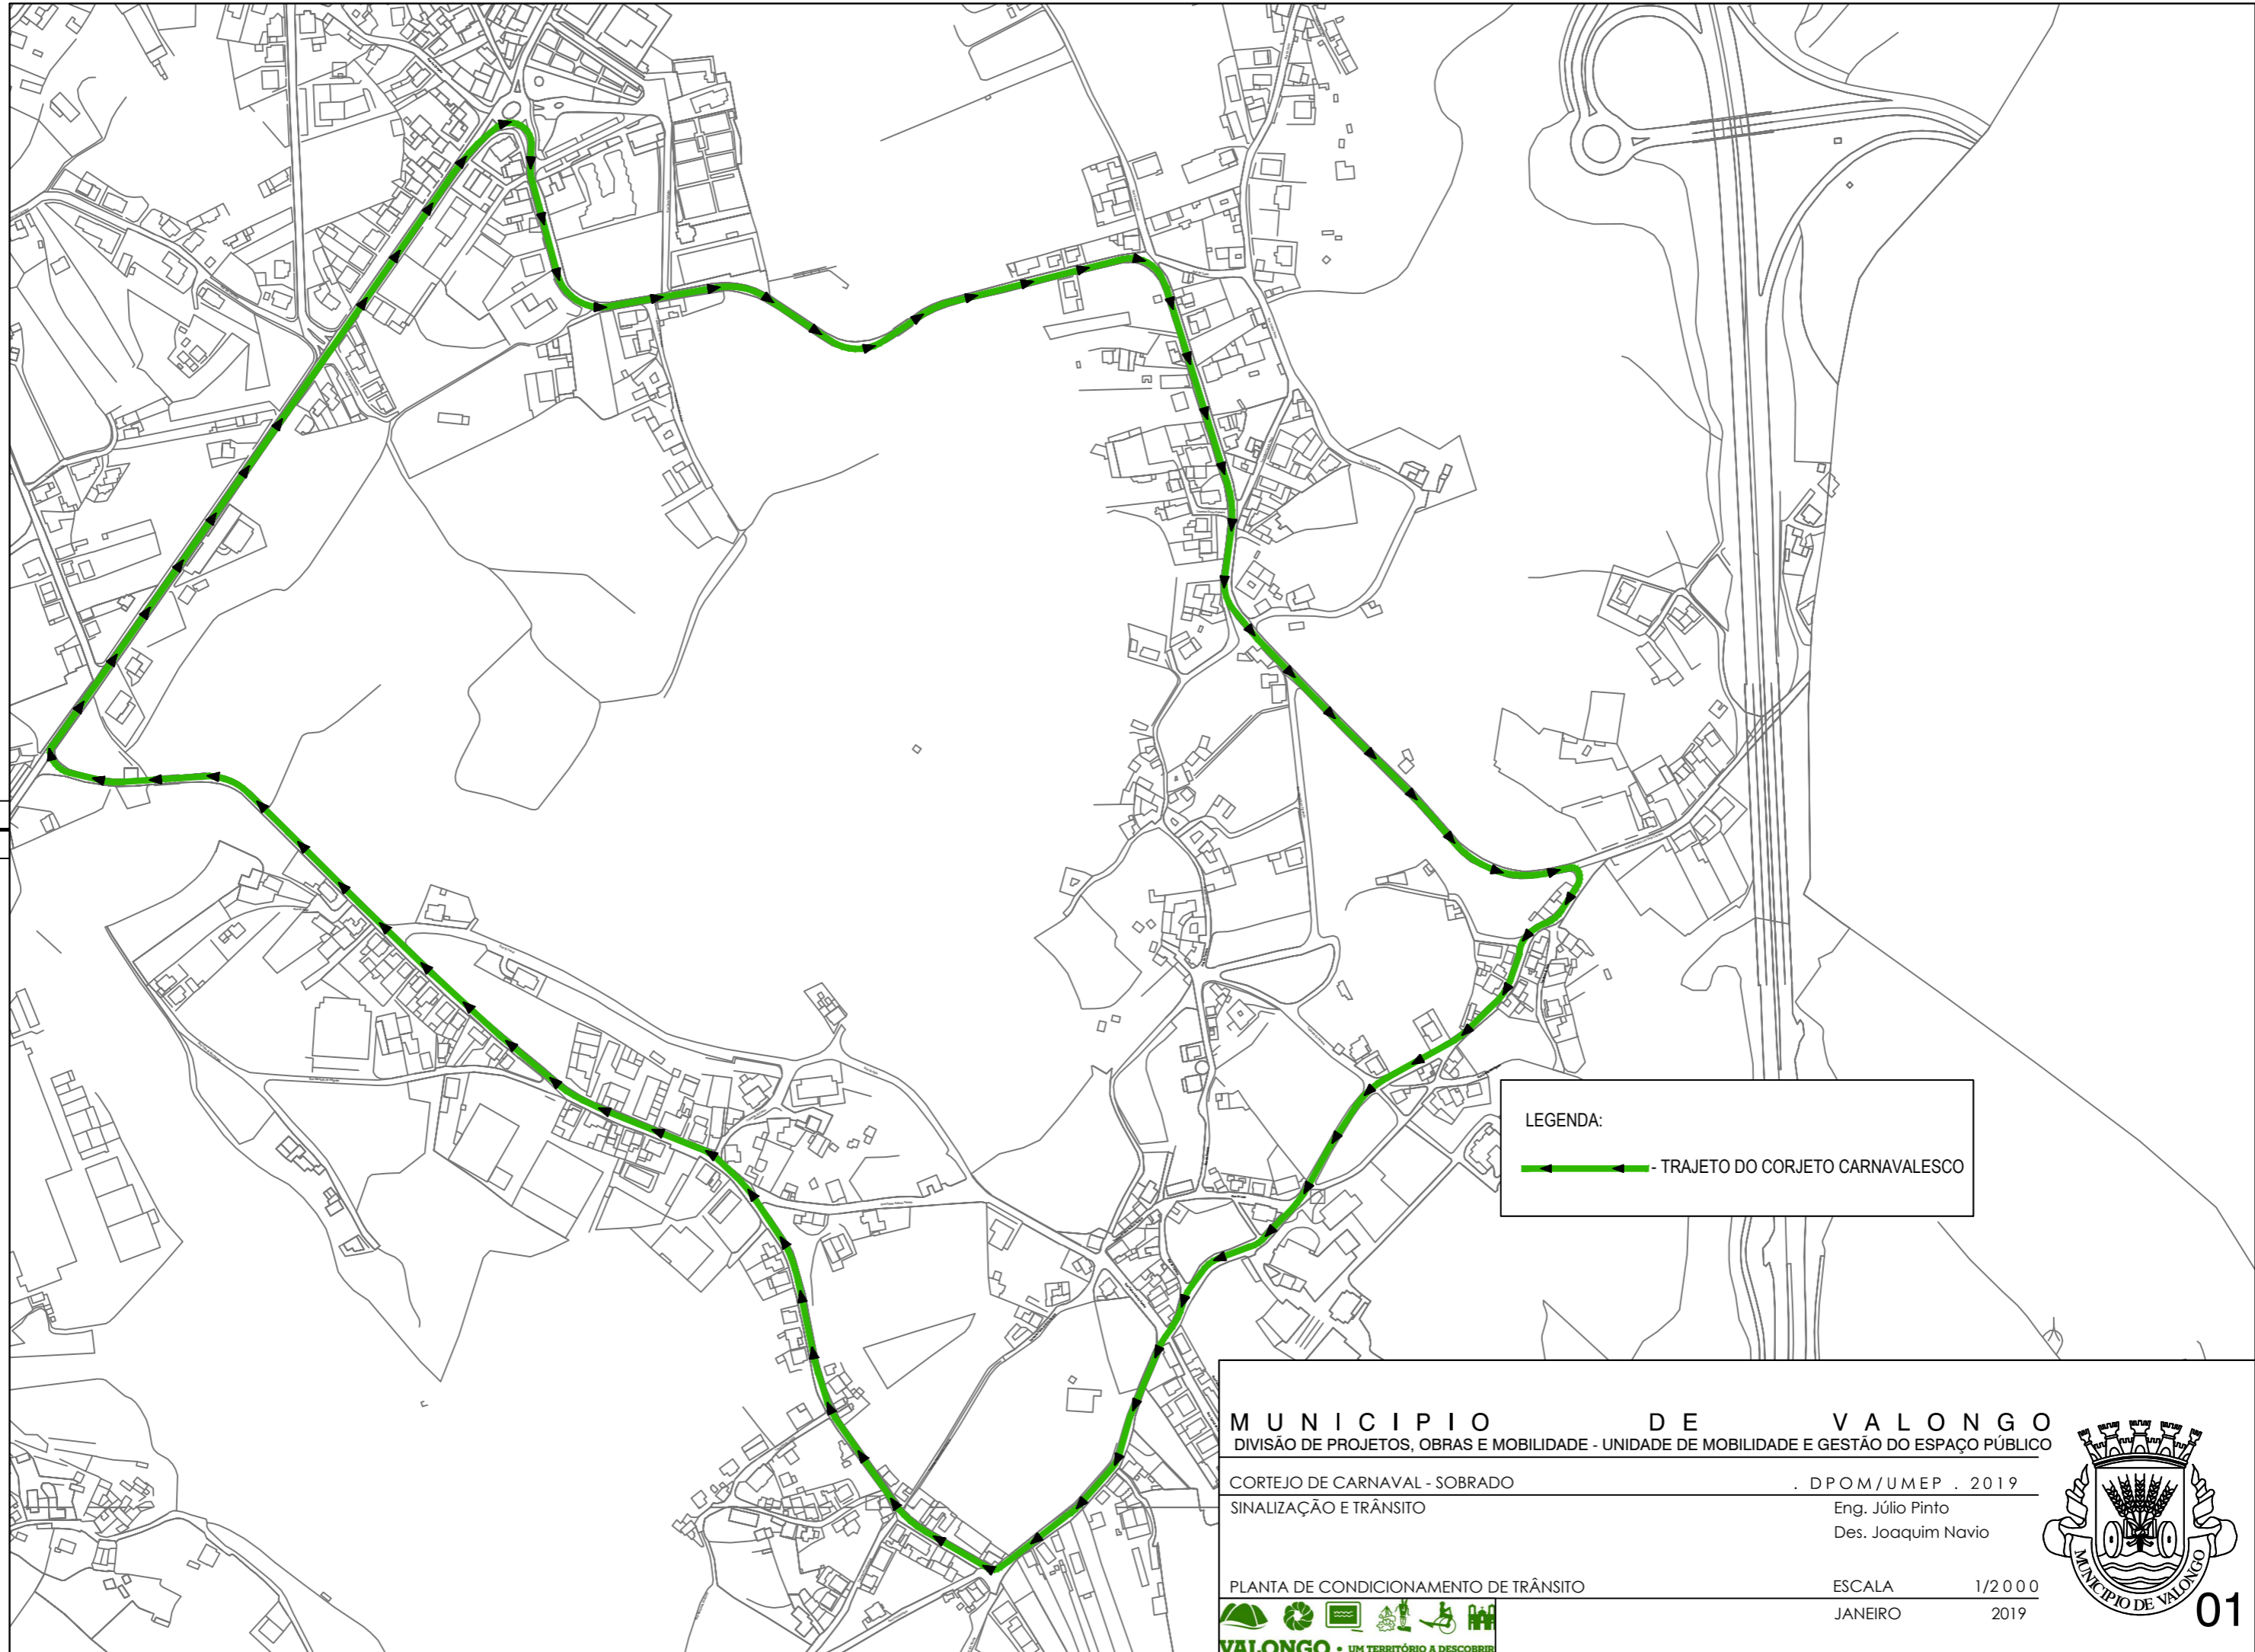 LEGENDA:
- TRAJETO DO CORJETO CARNAVALESCO
MUNICIPIO DE VALONGO
DIVISÃO DE PROJETOS, OBRAS E MOBILIDADE - UNIDADE DE MOBILIDADE E GESTÃO DO ESPAÇO PÚBLICO
CORTEJO DE CARNAVAL - SOBRADO . DPOM/UMEP . 2019
SINALIZAÇÃO E TRÂNSITO Eng. Júlio Pinto
Des. Joaquim Navio
PLANTA DE CONDICIONAMENTO DE TRÂNSITO ESCALA 1/2000
JANEIRO 2019
MUNICIPIO DE VALONGO
01
VALONGO • UM TERRITÓRIO A DESCOBRIR